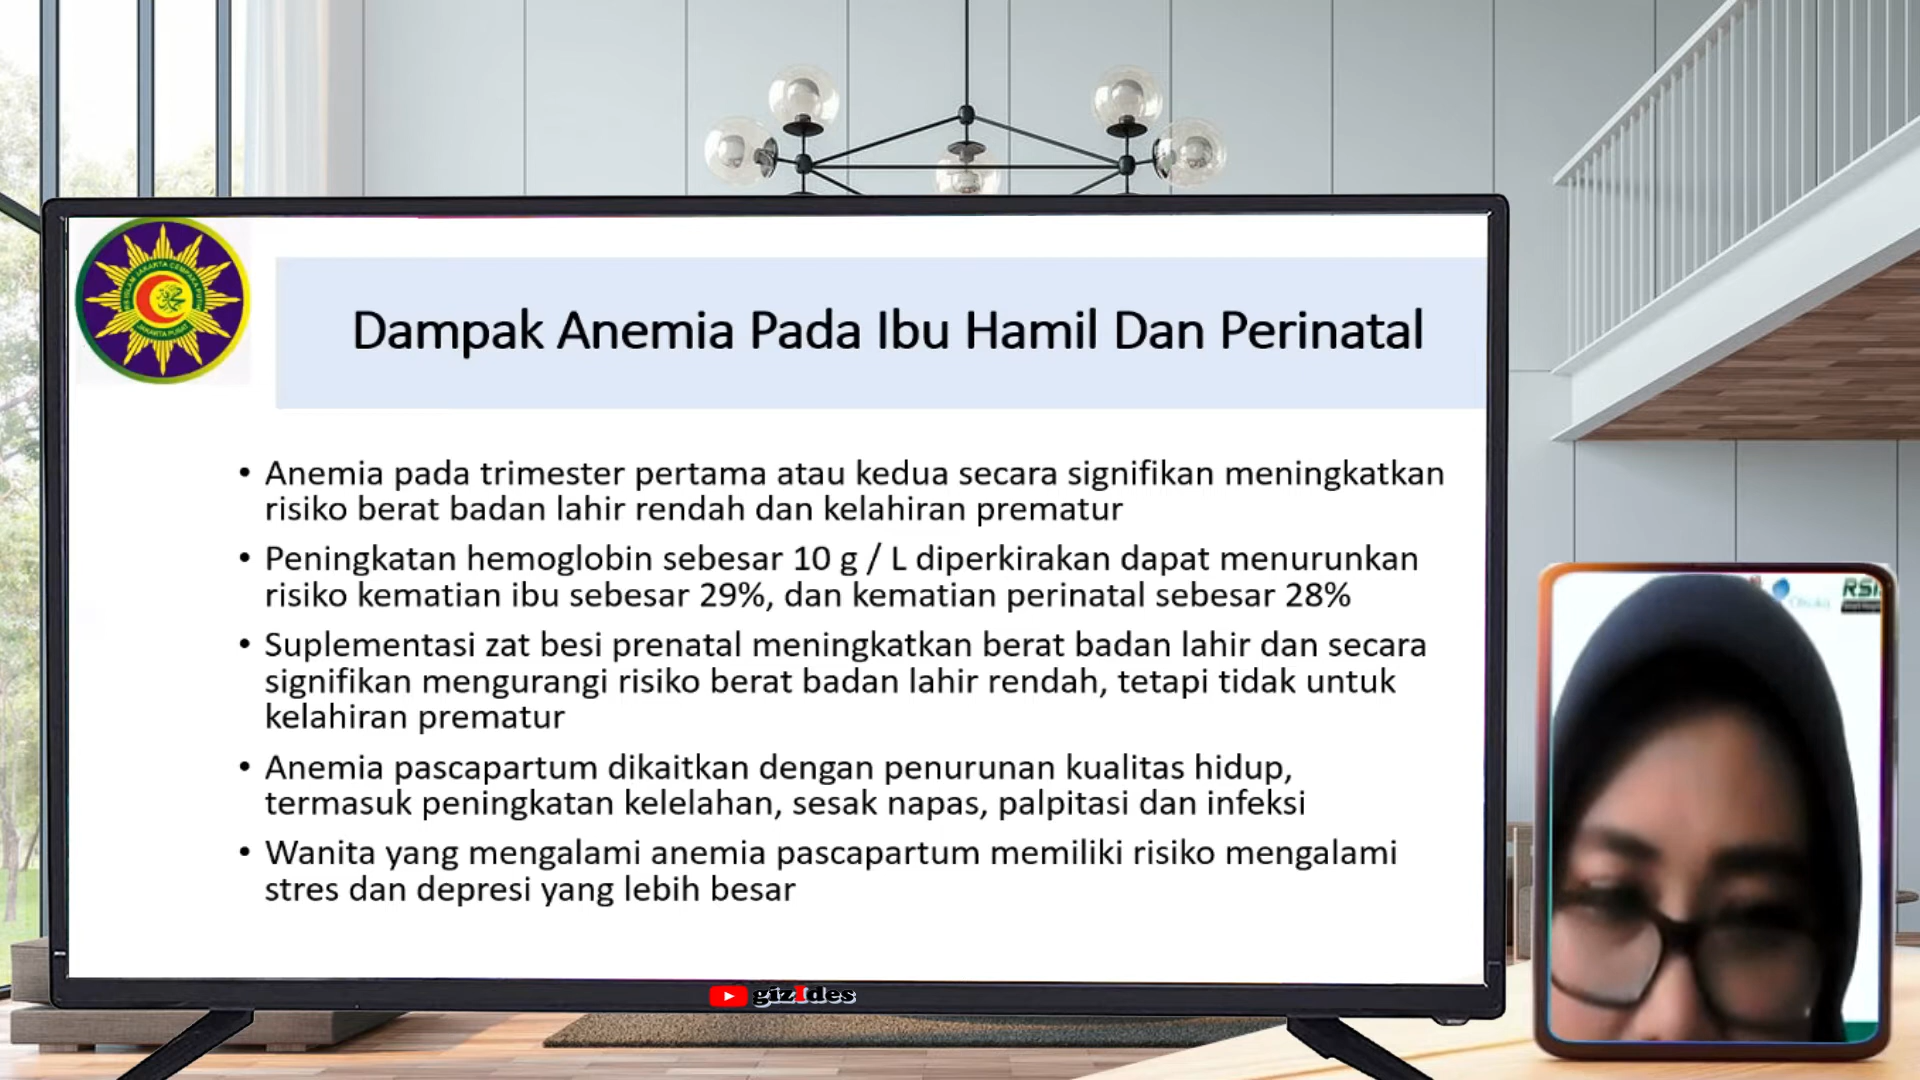 Dampak Anemia Pada Ibu Hamil Dan Perinatal
• Anemia pada trimester pertama atau kedua secara signifikan meningkatkan
risiko berat badan lahir rendah dan kelahiran prematur
• Peningkatan hemoglobin sebesar 10 g / L diperkirakan dapat menurunkan
risiko kematian ibu sebesar 29%, dan kematian perinatal sebesar 28%
• Suplementasi zat besi prenatal meningkatkan berat badan lahir dan secara
signifikan mengurangi risiko berat badan lahir rendah, tetapi tidak untuk
kelahiran prematur
• Anemia pascapartum dikaitkan dengan penurunan kualitas hidup,
termasuk peningkatan kelelahan, sesak napas, palpitasi dan infeksi
• Wanita yang mengalami anemia pascapartum memiliki risiko mengalami
stres dan depresi yang lebih besar
gizIdes